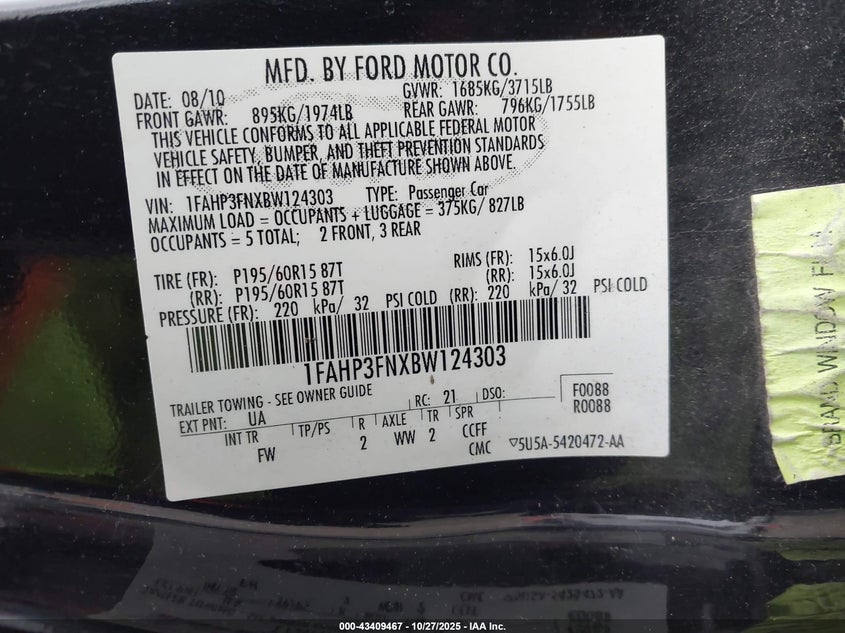 MFD. BY FORD MOTOR CO.
DATE: 08/10 GVWR: 1685KG/3715LB
FRONT GAWR: 895KG/1974LB REAR GAWR: 796KG/1755LB
THIS VEHICLE CONFORMS TO ALL APPLICABLE FEDERAL MOTOR
VEHICLE SAFETY, BUMPER, AND THEFT PREVENTION STANDARDS
IN EFFECT ON THE DATE OF MANUFACTURE SHOWN ABOVE.
VIN: 1FAHP3FNXBW124303 TYPE: Passenger Car
MAXIMUM LOAD = OCCUPANTS + LUGGAGE = 375KG/ 827LB
OCCUPANTS = 5 TOTAL; 2 FRONT, 3 REAR
TIRE (FR): P195/60R15 87T RIMS (FR): 15x6.0J
(RR): P195/60R15 87T (RR): 15x6.0J
PRESSURE (FR): 220 kPa/ 32 PSI COLD (RR): 220 kPa/ 32 PSI COLD
1FAHP3FNXBW124303
TRAILER TOWING - SEE OWNER GUIDE RC: 21 DSO: F0088
EXT PNT: UA R0088
INT TR TP/PS R AXLE TR SPR
FW 2 WW 2 CCFF
CMC ▽5U5A-5420472-AA
BRAND WINDOW FILM
000-43409467 - 10/27/2025 - IAA Inc.